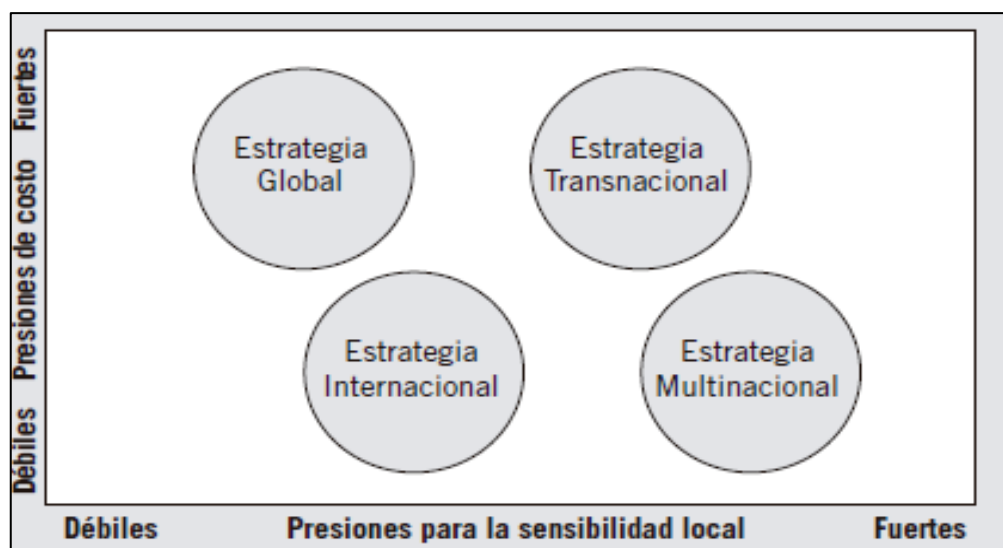 Fuertes
Presiones de costo
Débiles
Estrategia
Global
Estrategia
Transnacional
Estrategia
Internacional
Estrategia
Multinacional
Débiles
Presiones para la sensibilidad local
Fuertes